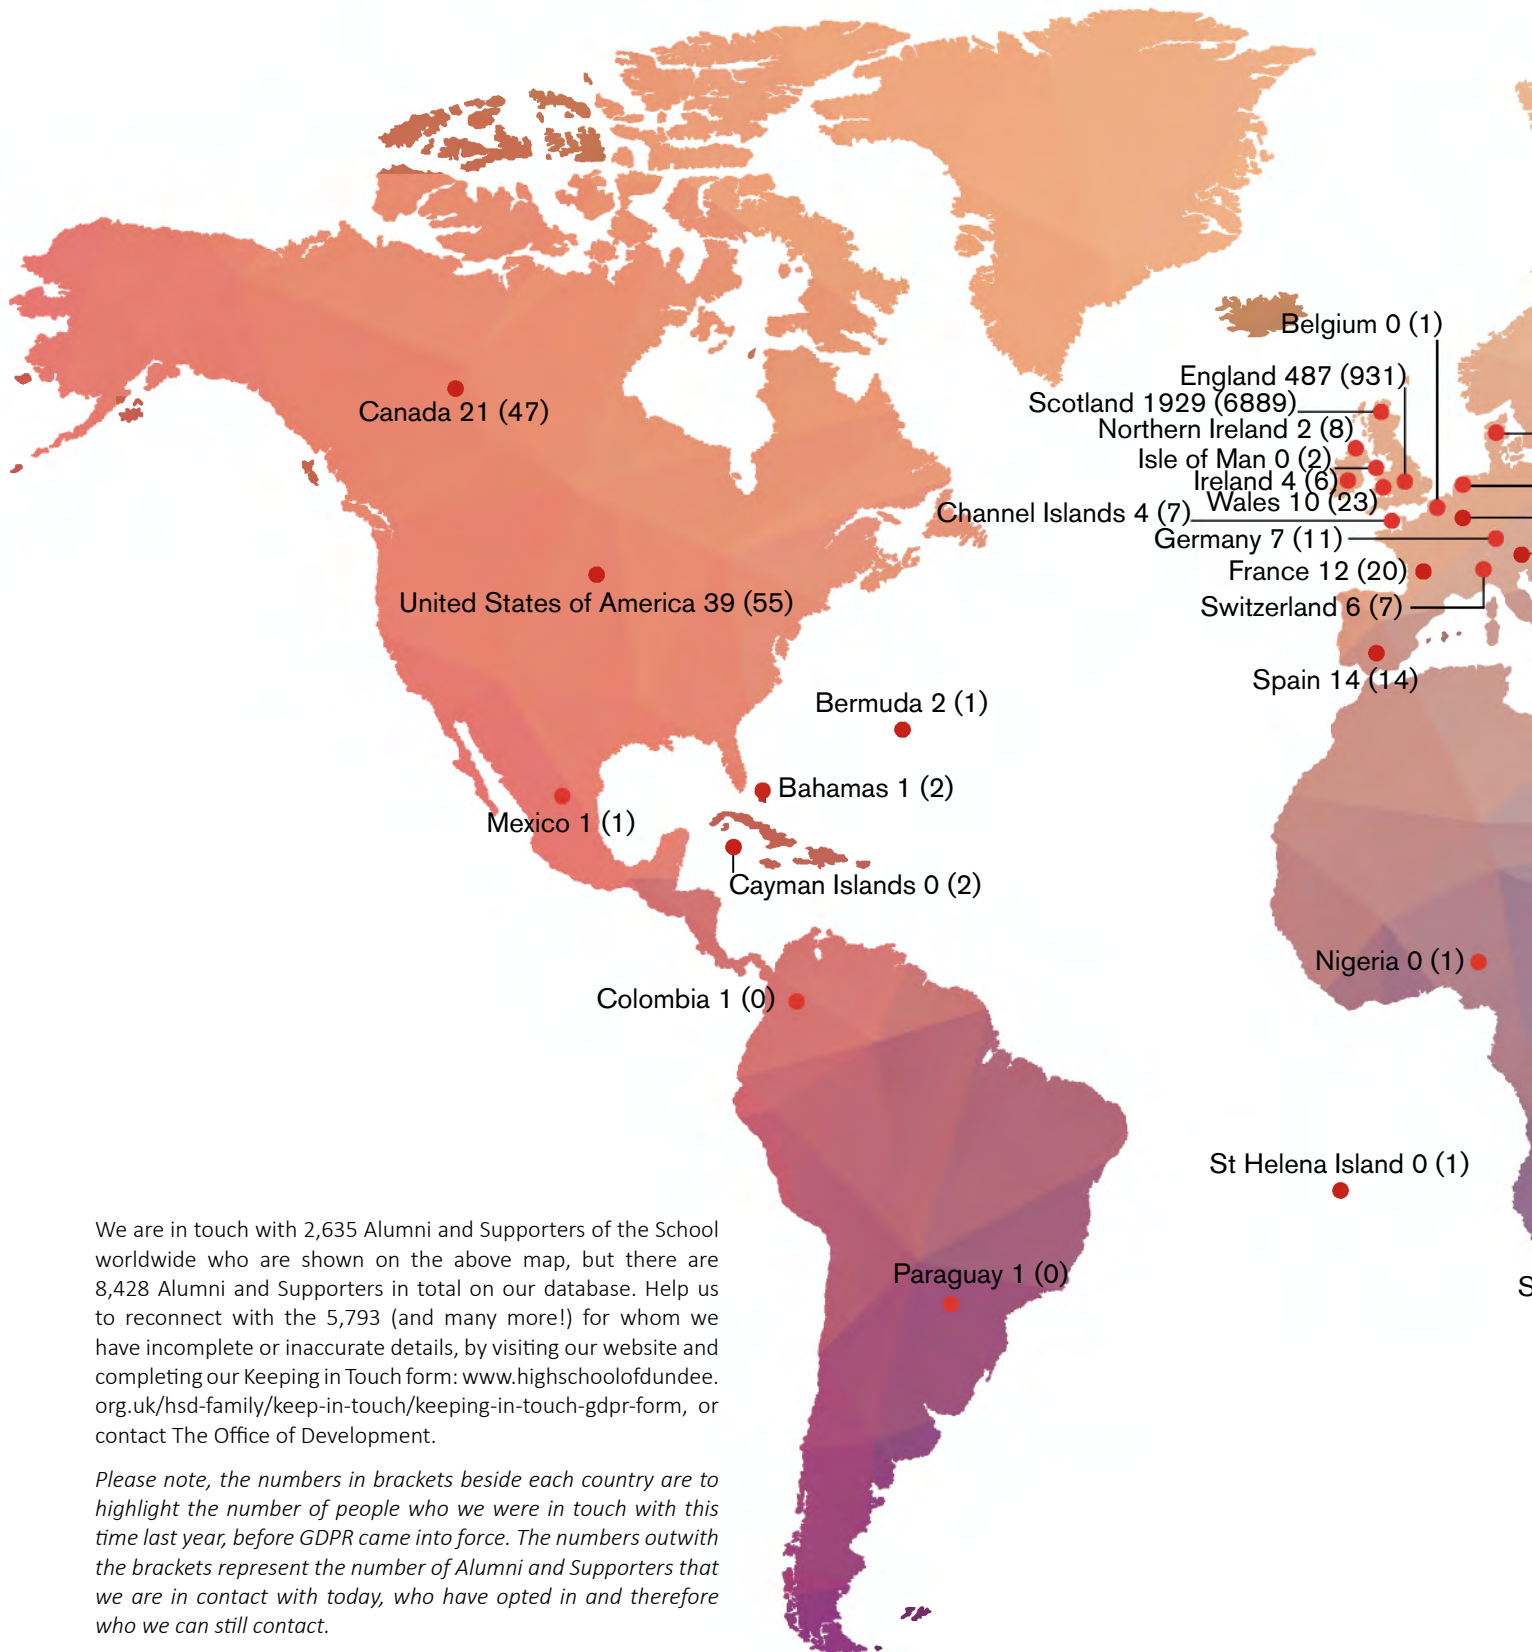 Belgium 0 (1)
England 487 (931)
Canada 21 (47)
Scotland 1929 (6889)
Northern Ireland 2 (8)
Isle of Man 0 (2)
Ireland 4 (6)
Wales 10 (23)
Channel Islands 4 (7)
Germany 7 (11)
France 12 (20)
United States of America 39 (55)
Switzerland 6 (7)
Spain 14 (14)
Bermuda 2 (1)
Bahamas 1 (2)
Mexico 1 (1)
Cayman Islands 0 (2)
Nigeria 0 (1)
Colombia 1 (0)
St Helena Island 0 (1)
Paraguay 1 (0)
S
We are in touch with 2,635 Alumni and Supporters of the School
worldwide who are shown on the above map, but there are
8,428 Alumni and Supporters in total on our database. Help us
to reconnect with the 5,793 (and many more!) for whom we
have incomplete or inaccurate details, by visiting our website and
completing our Keeping in Touch form: www.highschoolofdundee.
org.uk/hsd-family/keep-in-touch/keeping-in-touch-gdpr-form, or
contact The Office of Development.
Please note, the numbers in brackets beside each country are to
highlight the number of people who we were in touch with this
time last year, before GDPR came into force. The numbers outwith
the brackets represent the number of Alumni and Supporters that
we are in contact with today, who have opted in and therefore
who we can still contact.